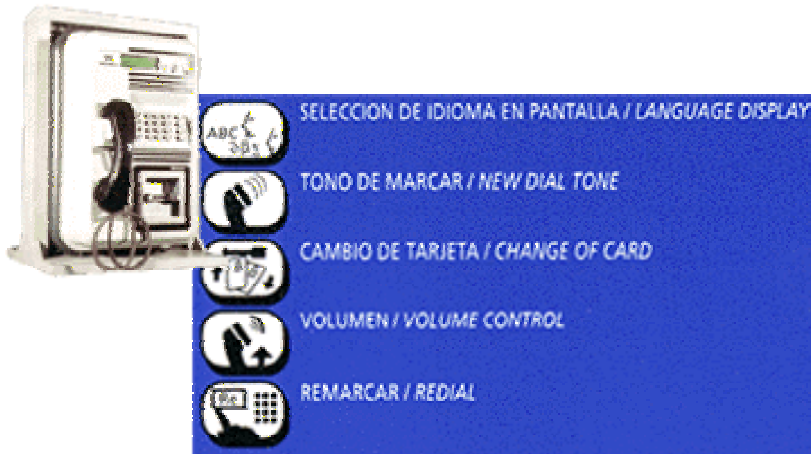 SELECCION DE IDIOMA EN PANTALLA / LANGUAGE DISPLAY
ABC
TONO DE MARCAR / NEW DIAL TONE
CAMBIO DE TARJETA / CHANGE OF CARD
VOLUMEN / VOLUME CONTROL
REMARCAR / REDIAL